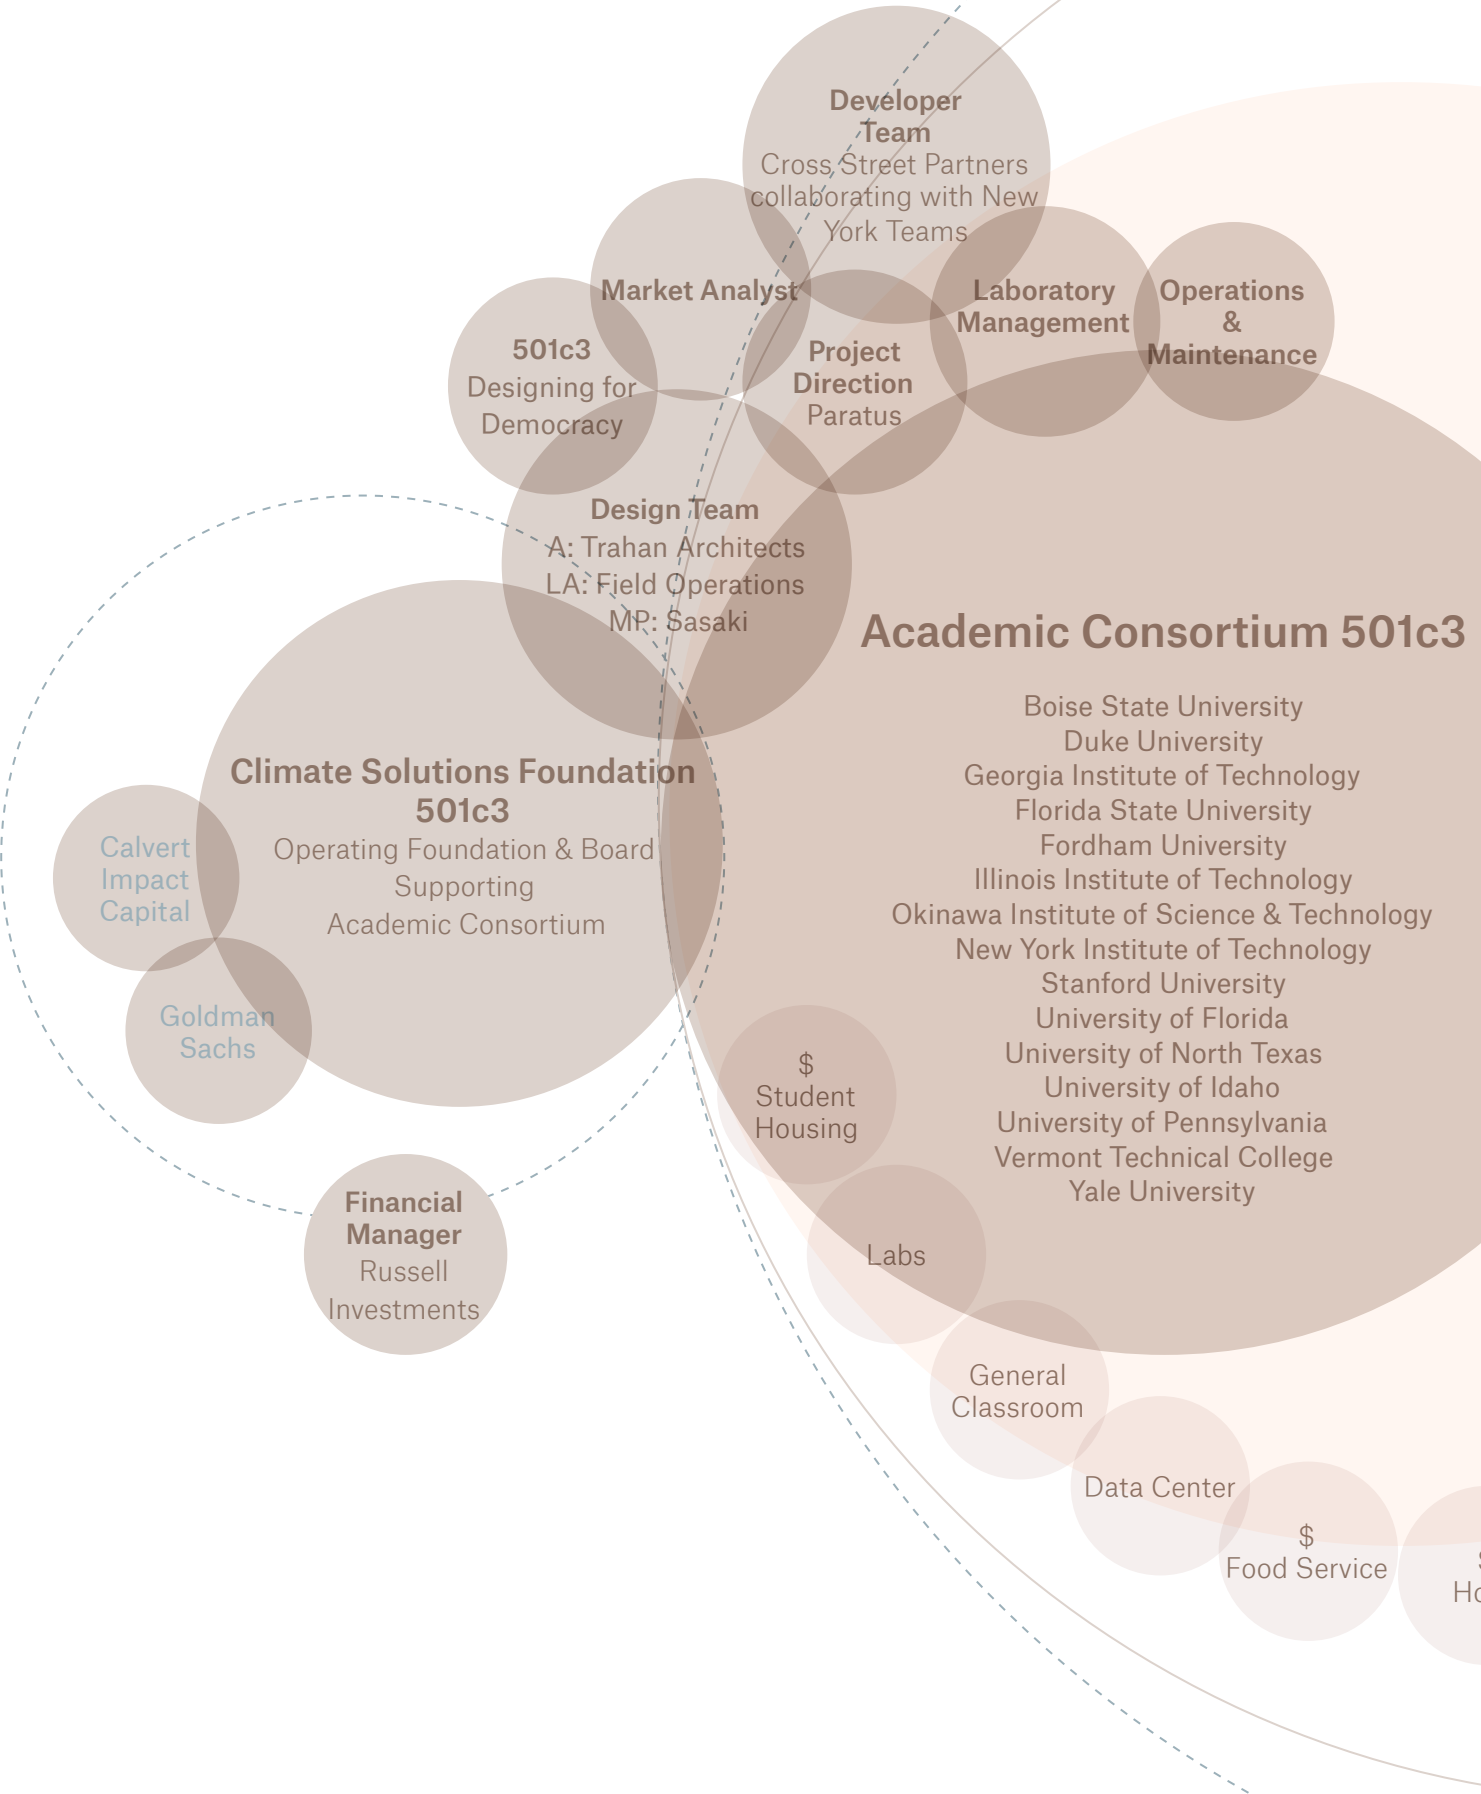 Developer
Team
Cross Street Partners
collaborating with New
York Teams
Market Analyst
Laboratory
Management
Operations
&
Maintenance
501c3
Designing for
Democracy
Project
Direction
Paratus
Design Team
A: Trahan Architects
LA: Field Operations
MP: Sasaki
Academic Consortium 501c3
Boise State University
Duke University
Georgia Institute of Technology
Florida State University
Fordham University
Illinois Institute of Technology
Okinawa Institute of Science & Technology
New York Institute of Technology
Stanford University
University of Florida
University of North Texas
University of Idaho
University of Pennsylvania
Vermont Technical College
Yale University
Climate Solutions Foundation
501c3
Operating Foundation & Board
Supporting
Academic Consortium
Calvert
Impact
Capital
Goldman
Sachs
Financial
Manager
Russell
Investments
$
Student
Housing
Labs
General
Classroom
Data Center
$
Food Service